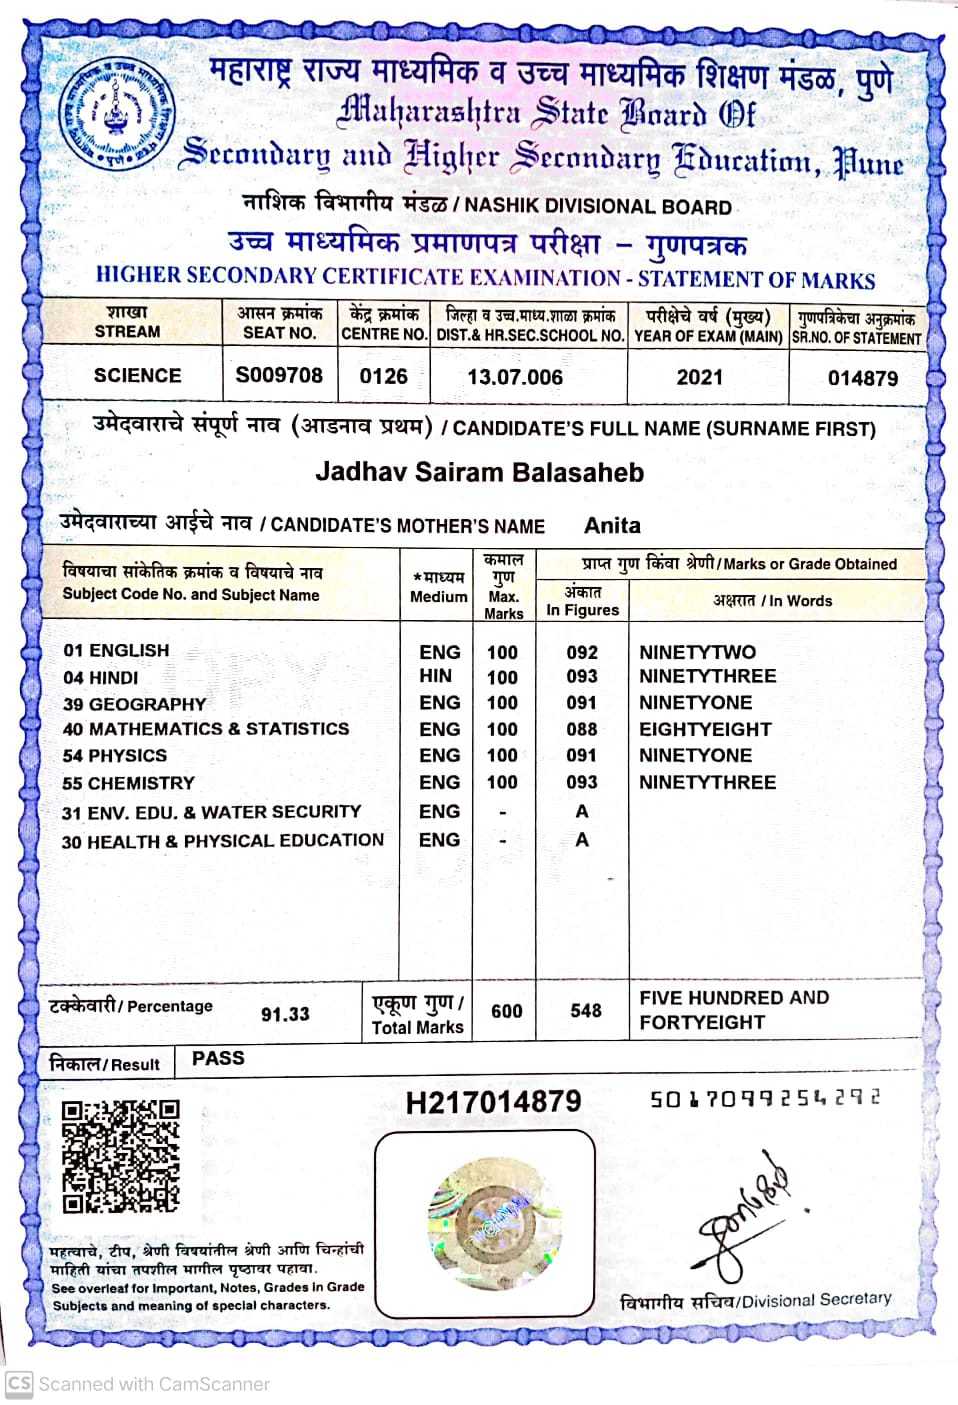 महाराष्ट्र राज्य माध्यमिक व उच्च माध्यमिक शिक्षण मंडळ, पुणे
Maharashtra State Board Of
Secondary and Higher Secondary Education, Pune
नाशिक विभागीय मंडळ / NASHIK DIVISIONAL BOARD
उच्च माध्यमिक प्रमाणपत्र परीक्षा – गुणपत्रक
HIGHER SECONDARY CERTIFICATE EXAMINATION - STATEMENT OF MARKS
शाखा आसन क्रमांक केंद्र क्रमांक जिल्हा व उच्च.माध्य.शाळा क्रमांक परीक्षेचे वर्ष (मुख्य) गुणपत्रिकेचा अनुक्रमांक
STREAM SEAT NO. CENTRE NO. DIST.& HR.SEC.SCHOOL NO. YEAR OF EXAM (MAIN) SR.NO. OF STATEMENT
SCIENCE S009708 0126 13.07.006 2021 014879
उमेदवाराचे संपूर्ण नाव (आडनाव प्रथम) / CANDIDATE'S FULL NAME (SURNAME FIRST)
Jadhav Sairam Balasaheb
उमेदवाराच्या आईचे नाव / CANDIDATE'S MOTHER'S NAME Anita
विषयाचा सांकेतिक क्रमांक व विषयाचे नाव
Subject Code No. and Subject Name
*माध्यम
Medium
कमाल
गुण
Max.
Marks
प्राप्त गुण किंवा श्रेणी/Marks or Grade Obtained
अंकात
In Figures
अक्षरात / In Words
01 ENGLISH ENG 100 092 NINETYTWO
04 HINDI HIN 100 093 NINETYTHREE
39 GEOGRAPHY ENG 100 091 NINETYONE
40 MATHEMATICS & STATISTICS ENG 100 088 EIGHTYEIGHT
54 PHYSICS ENG 100 091 NINETYONE
55 CHEMISTRY ENG 100 093 NINETYTHREE
31 ENV. EDU. & WATER SECURITY ENG - A
30 HEALTH & PHYSICAL EDUCATION ENG - A
टक्केवारी/ Percentage 91.33
एकूण गुण /
Total Marks
600 548
FIVE HUNDRED AND
FORTYEIGHT
निकाल/ Result PASS
H217014879
5017099254292
महत्वाचे, टीप, श्रेणी विषयांतील श्रेणी आणि चिन्हांची
माहिती यांचा तपशील मागील पृष्ठावर पहावा.
See overleaf for Important, Notes, Grades in Grade
Subjects and meaning of special characters.
विभागीय सचिव/Divisional Secretary
CS Scanned with CamScanner